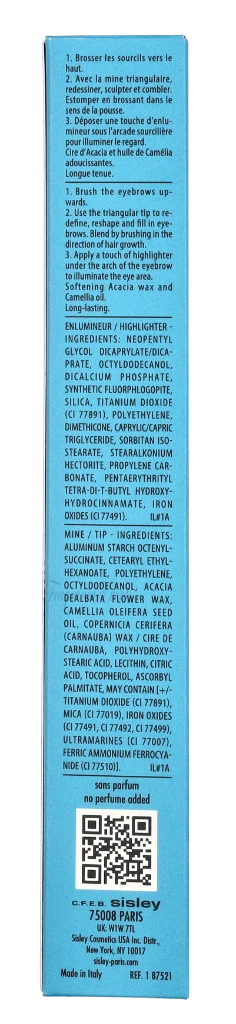 1. Brosser les sourcils vers le
haut.
2. Avec la mine triangulaire,
redessiner, sculpter et combler.
Estomper en brossant dans le
sens de la pousse.
3. Déposer une touche d'enlu-
mineur sous l'arcade sourcilière
pour illuminer le regard.
Cire d'Acacia et huile de Camélia
adoucissantes.
Longue tenue.
1. Brush the eyebrows up-
wards.
2. Use the triangular tip to re-
define, reshape and fill in eye-
brows. Blend by brushing in the
direction of hair growth.
3. Apply a touch of highlighter
under the arch of the eyebrow
to illuminate the eye area.
Softening Acacia wax and
Camellia oil.
Long-lasting.
ENLUMINEUR / HIGHLIGHTER -
INGREDIENTS: NEOPENTYL
GLYCOL DICAPRYLATE/DICA-
PRATE, OCTYLDODECANOL,
DICALCIUM PHOSPHATE,
SYNTHETIC FLUORPHLOGOPITE,
SILICA, TITANIUM DIOXIDE
(CI 77891), POLYETHYLENE,
DIMETHICONE, CAPRYLIC/CAPRIC
TRIGLYCERIDE, SORBITAN ISO-
STEARATE, STEARALKONIUM
HECTORITE, PROPYLENE CAR-
BONATE, PENTAERYTHRITYL
TETRA-DI-T-BUTYL HYDROXY-
HYDROCINNAMATE, IRON
OXIDES (CI 77491). IL#1A
MINE / TIP - INGREDIENTS:
ALUMINUM STARCH OCTENYL-
SUCCINATE, CETEARYL ETHYL-
HEXANOATE, POLYETHYLENE,
OCTYLDODECANOL, ACACIA
DEALBATA FLOWER WAX,
CAMELLIA OLEIFERA SEED
OIL, COPERNICIA CERIFERA
(CARNAUBA) WAX / CIRE DE
CARNAUBA, POLYHYDROXY-
STEARIC ACID, LECITHIN, CITRIC
ACID, TOCOPHEROL, ASCORBYL
PALMITATE, MAY CONTAIN [+/-
TITANIUM DIOXIDE (CI 77891),
MICA (CI 77019), IRON OXIDES
(CI 77491, CI 77492, CI 77499),
ULTRAMARINES (CI 77007),
FERRIC AMMONIUM FERROCYA-
NIDE (CI 77510)]. IL#1A
sans parfum
no perfume added
C.F.E.B. sisley
75008 PARIS
UK: W1W 7TL
Sisley Cosmetics USA Inc. Distr.,
New York, NY 10017
sisley-paris.com
Made in Italy REF. 1 87521